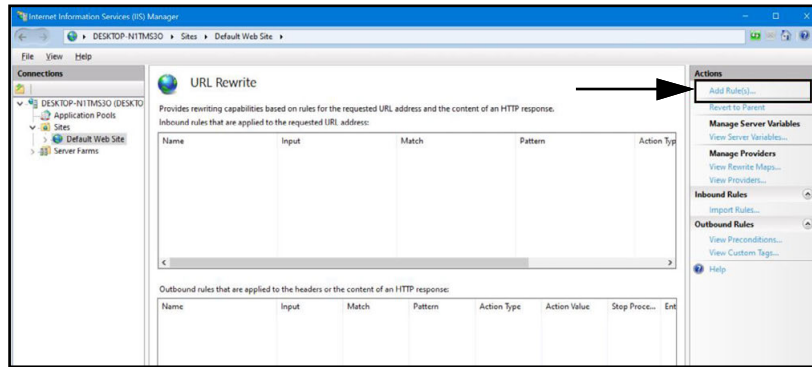 Internet Information Services (IIS) Manager
DESKTOP-N1TMS3O
Sites
Default Web Site
File View Help
Connections
DESKTOP-N1TMS3O (DESKTO
Application Pools
Sites
Default Web Site
Server Farms
URL Rewrite
Provides rewriting capabilities based on rules for the requested URL address and the content of an HTTP response.
Inbound rules that are applied to the requested URL address:
Name Input Match Pattern Action Typ
Outbound rules that are applied to the headers or the content of an HTTP response:
Name Input Match Pattern Action Type Action Value Stop Proce... Ent
Actions
Add Rule(s)...
Revert to Parent
Manage Server Variables
View Server Variables...
Manage Providers
View Rewrite Maps...
View Providers...
Inbound Rules
Import Rules...
Outbound Rules
View Preconditions...
View Custom Tags...
Help